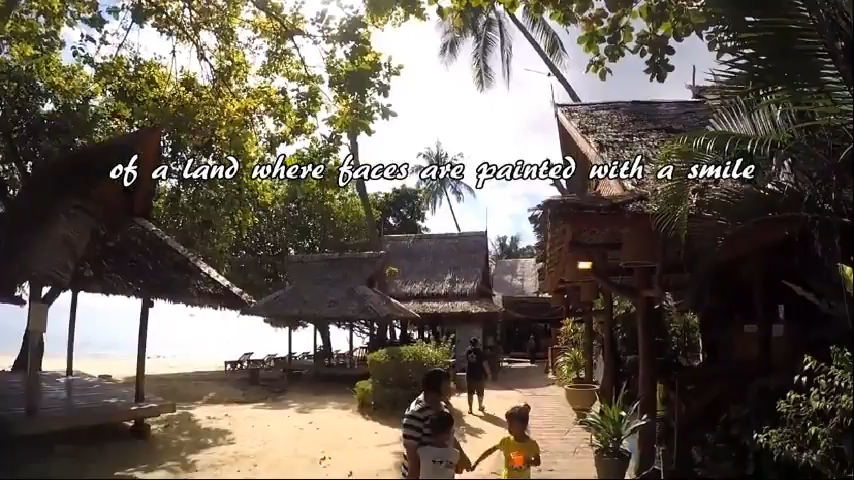 of a land where faces are painted with a smile